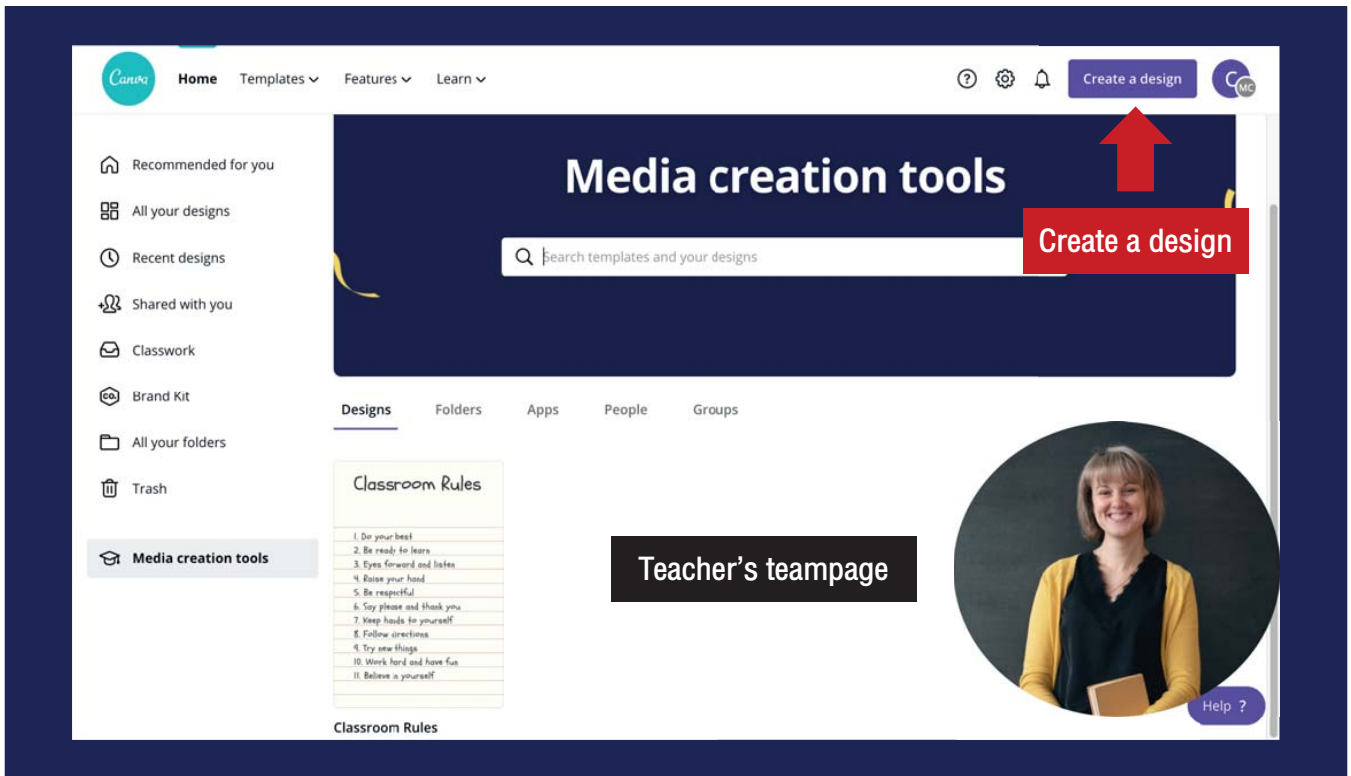 Canva
Home
Templates
Features
Learn
Create a design
C
MC
Recommended for you
All your designs
Recent designs
Shared with you
Classwork
CO.
Brand Kit
All your folders
Trash
Media creation tools
Media creation tools
Search templates and your designs
Create a design
Designs
Folders
Apps
People
Groups
Classroom Rules
1. Do your best
2. Be ready to learn
3. Eyes forward and listen
4. Raise your hand
5. Be respectful
6. Say please and thank you
7. Keep hands to yourself
8. Follow directions
9. Try new things
10. Work hard and have fun
11. Believe in yourself
Classroom Rules
Teacher's teampage
Help ?